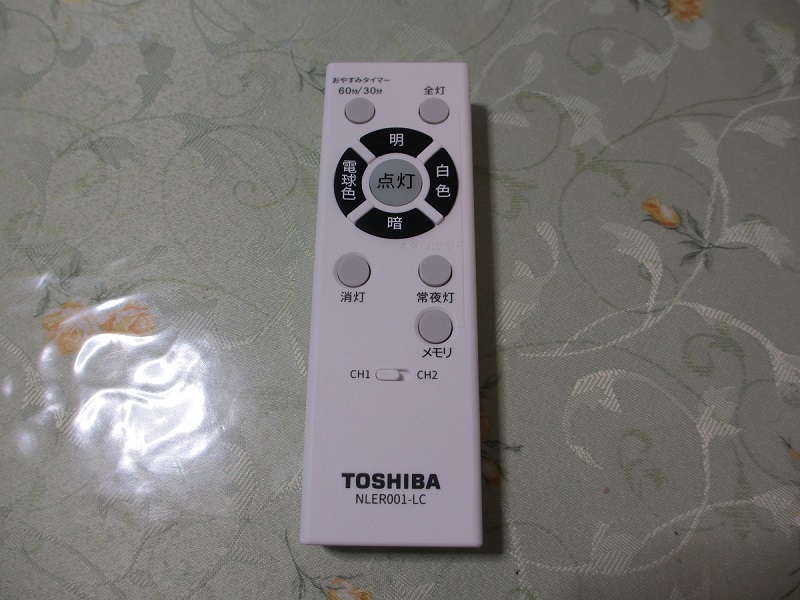 おやすみタイマー
60分/30分
全灯
明
電球色
点灯
白色
暗
消灯
常夜灯
メモリ
CH1 CH2
TOSHIBA
NLER001-LC